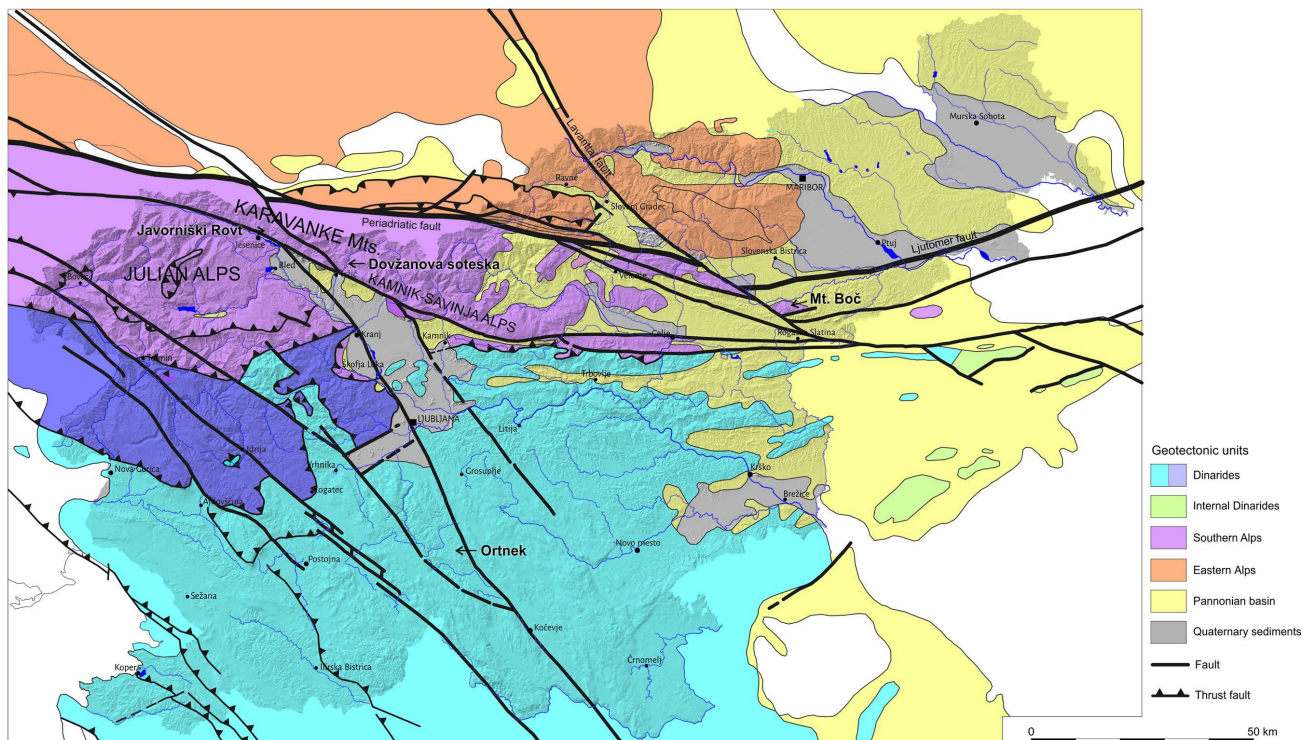 Murska Sobota
Lavanttal fault
Ravne
MARIBOR
Slovenj Gradec
KARAVANKE Mts
Periadriatic fault
Javorniški Rovt
Jesenice
Ptuj
Ljutomer fault
Slovenska Bistrica
Dovžanova soteska
Bled
Velenje
JULIAN ALPS
Bovec
KAMNIK-SAVINJA ALPS
Mt. Boč
Kranj
Kamnik
Celje
Rogaška Slatina
Tolmin
Škofja Loka
Trbovlje
LJUBLJANA
Litija
Idrija
Vrhnika
Grosuplje
Nova Gorica
Krško
Logatec
Brežice
Ajdovščina
Ortnek
Novo mesto
Postojna
Sežana
Kočevje
Črnomelj
Koper
Ilirska Bistrica
Geotectonic units
Dinarides
Internal Dinarides
Southern Alps
Eastern Alps
Pannonian basin
Quaternary sediments
Fault
Thrust fault
0 50 km